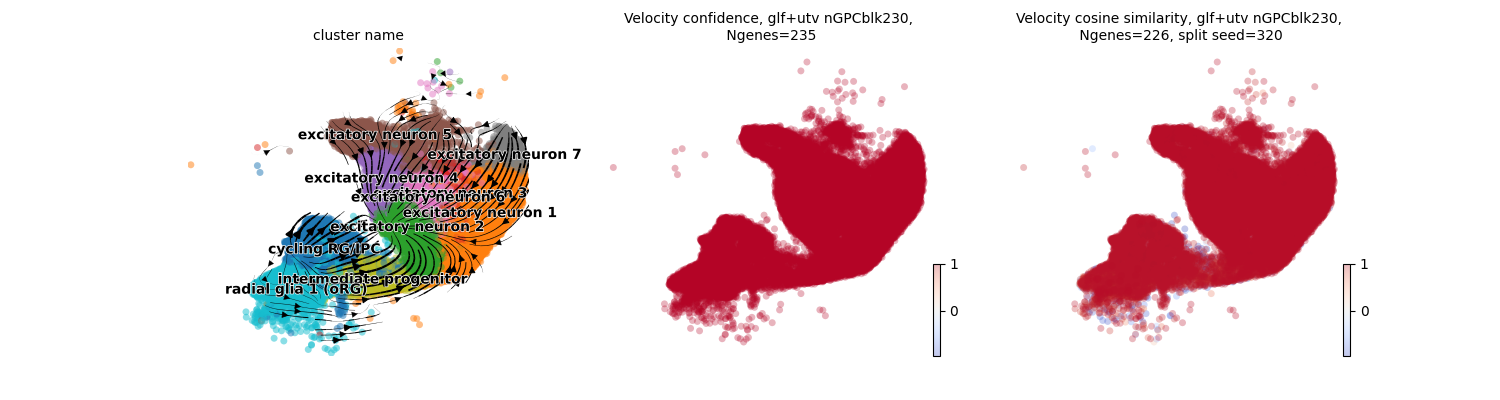 cluster name
excitatory neuron 5
excitatory neuron 7
excitatory neuron 4
excitatory neuron 3
excitatory neuron 6
excitatory neuron 1
excitatory neuron 2
cycling RG/IPC
intermediate progenitor
radial glia 1 (oRG)
Velocity confidence, glf+utv nGPCblk230,
Ngenes=235
1
0
Velocity cosine similarity, glf+utv nGPCblk230,
Ngenes=226, split seed=320
1
0